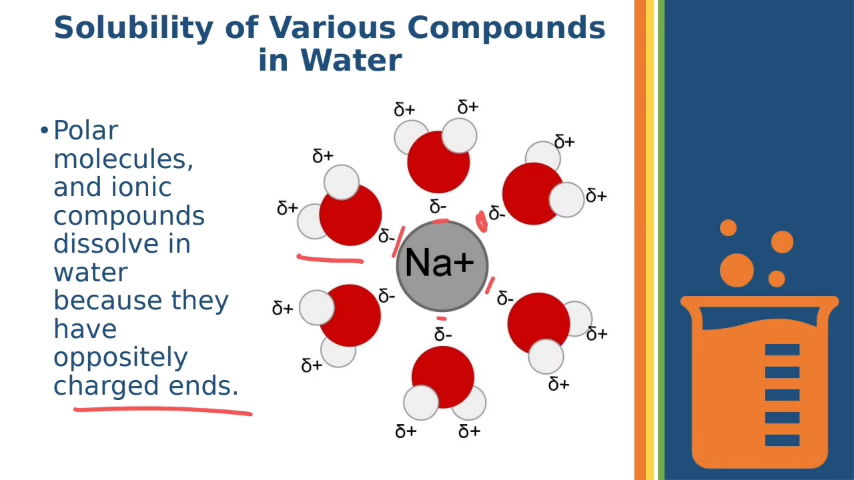 Solubility of Various Compounds
in Water
•Polar
molecules,
and ionic
compounds
dissolve in
water
because they
have
oppositely
charged ends.
δ+ δ+
δ+ δ+
δ+ δ- δ- δ+
δ-
Na+
δ- δ-
δ+ δ+
δ-
δ+ δ+
δ+ δ+